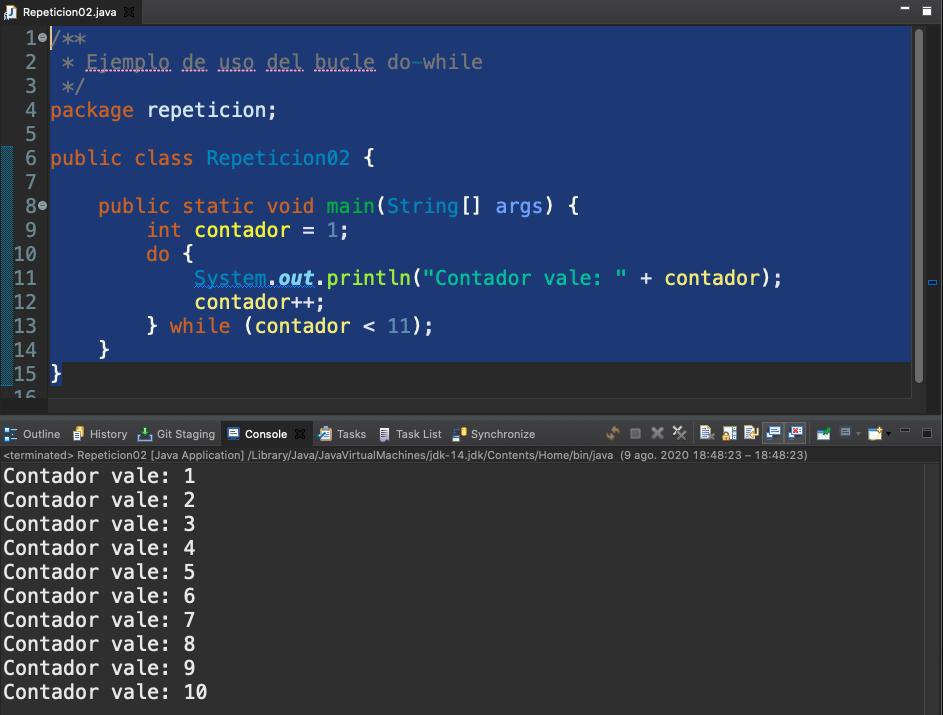 Repeticion02.java
1 /**
2 * Ejemplo de uso del bucle do-while
3 */
4 package repeticion;
5
6 public class Repeticion02 {
7
8 public static void main(String[] args) {
9 int contador = 1;
10 do {
11 System.out.println("Contador vale: " + contador);
12 contador++;
13 } while (contador < 11);
14 }
15 }
16
Outline History Git Staging Console Tasks Task List Synchronize
<terminated> Repeticion02 [Java Application] /Library/Java/JavaVirtualMachines/jdk-14.jdk/Contents/Home/bin/java (9 ago. 2020 18:48:23 – 18:48:23)
Contador vale: 1
Contador vale: 2
Contador vale: 3
Contador vale: 4
Contador vale: 5
Contador vale: 6
Contador vale: 7
Contador vale: 8
Contador vale: 9
Contador vale: 10